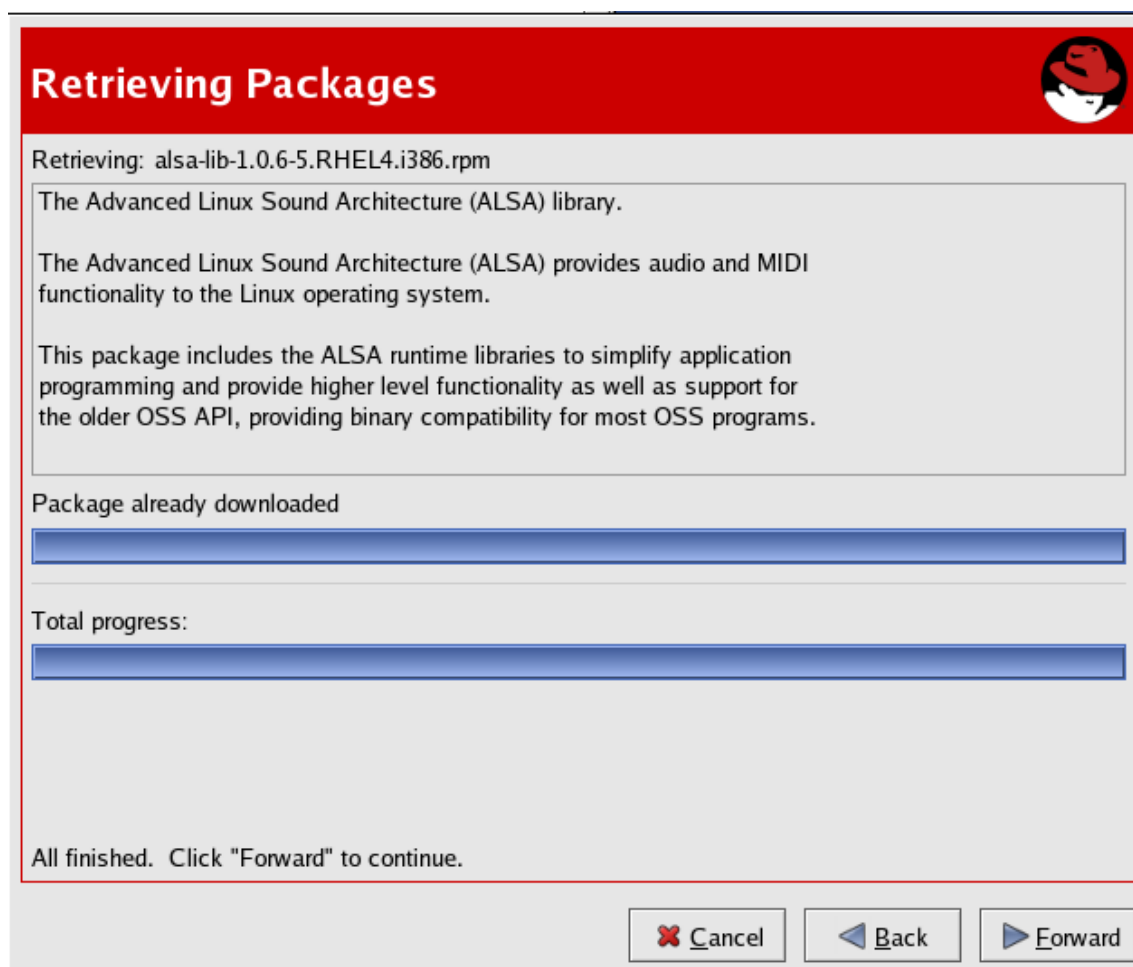 Retrieving Packages
Retrieving: alsa-lib-1.0.6-5.RHEL4.i386.rpm
The Advanced Linux Sound Architecture (ALSA) library.
The Advanced Linux Sound Architecture (ALSA) provides audio and MIDI
functionality to the Linux operating system.
This package includes the ALSA runtime libraries to simplify application
programming and provide higher level functionality as well as support for
the older OSS API, providing binary compatibility for most OSS programs.
Package already downloaded
Total progress:
All finished.  Click "Forward" to continue.
Cancel
Back
Forward